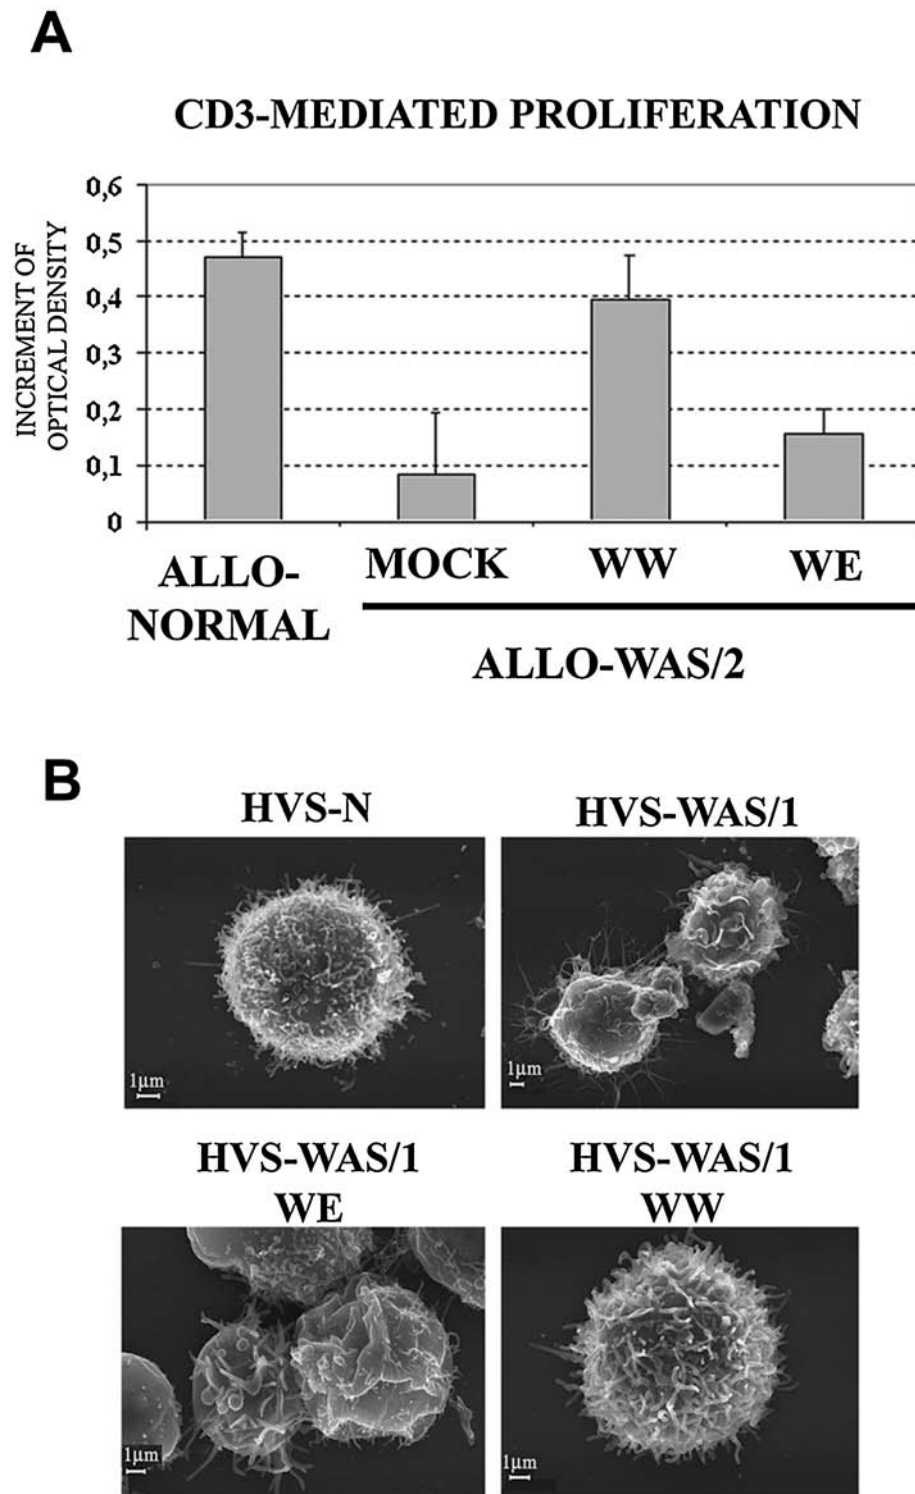 A
CD3-MEDIATED PROLIFERATION
INCREMENT OF
OPTICAL DENSITY
0,6
0,5
0,4
0,3
0,2
0,1
0
ALLO-
NORMAL
MOCK
WW
WE
ALLO-WAS/2
B
HVS-N
HVS-WAS/1
1μm
1μm
HVS-WAS/1
WE
HVS-WAS/1
WW
1μm
1μm